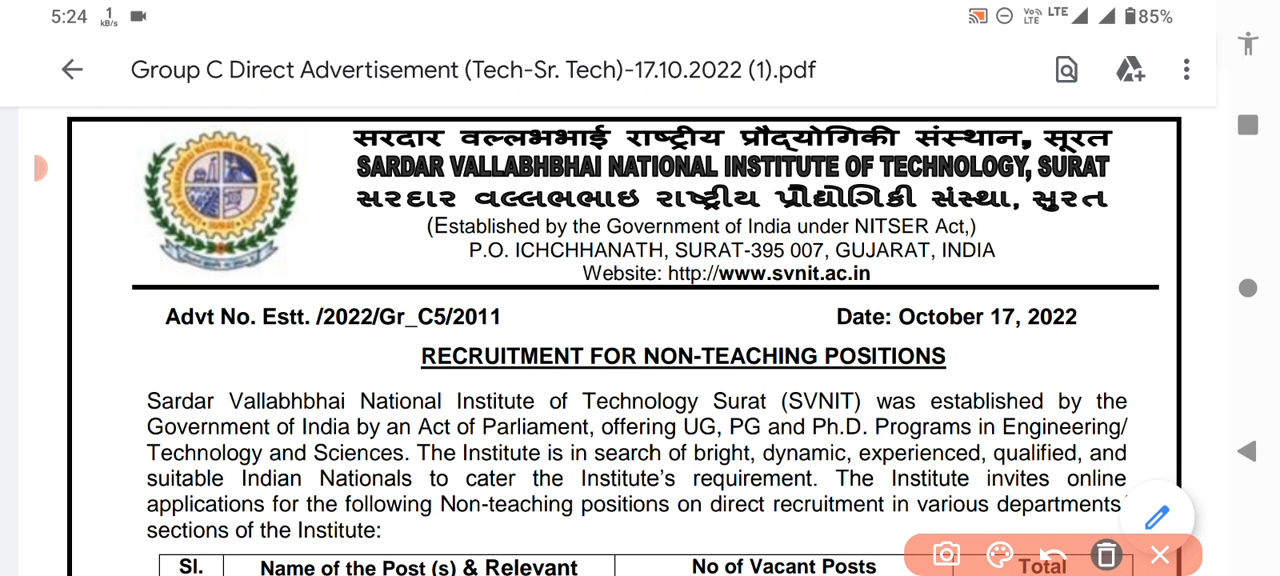 5:24 1 kB/s Vo)) LTE LTE 85%
Group C Direct Advertisement (Tech-Sr. Tech)-17.10.2022 (1).pdf
सरदार वल्लभभाई राष्ट्रीय प्रौद्योगिकी संस्थान, सूरत
SARDAR VALLABHBHAI NATIONAL INSTITUTE OF TECHNOLOGY, SURAT
સરદાર વલ્લભભાઇ રાષ્ટ્રીય પ્રૌદ્યોગિકી સંસ્થા, સુરત
(Established by the Government of India under NITSER Act,)
P.O. ICHCHHANATH, SURAT-395 007, GUJARAT, INDIA
Website: http://www.svnit.ac.in
Advt No. Estt. /2022/Gr_C5/2011 Date: October 17, 2022
RECRUITMENT FOR NON-TEACHING POSITIONS
Sardar Vallabhbhai National Institute of Technology Surat (SVNIT) was established by the
Government of India by an Act of Parliament, offering UG, PG and Ph.D. Programs in Engineering/
Technology and Sciences. The Institute is in search of bright, dynamic, experienced, qualified, and
suitable Indian Nationals to cater the Institute's requirement. The Institute invites online
applications for the following Non-teaching positions on direct recruitment in various departments/
sections of the Institute:
Sl. Name of the Post (s) & Relevant No of Vacant Posts Total